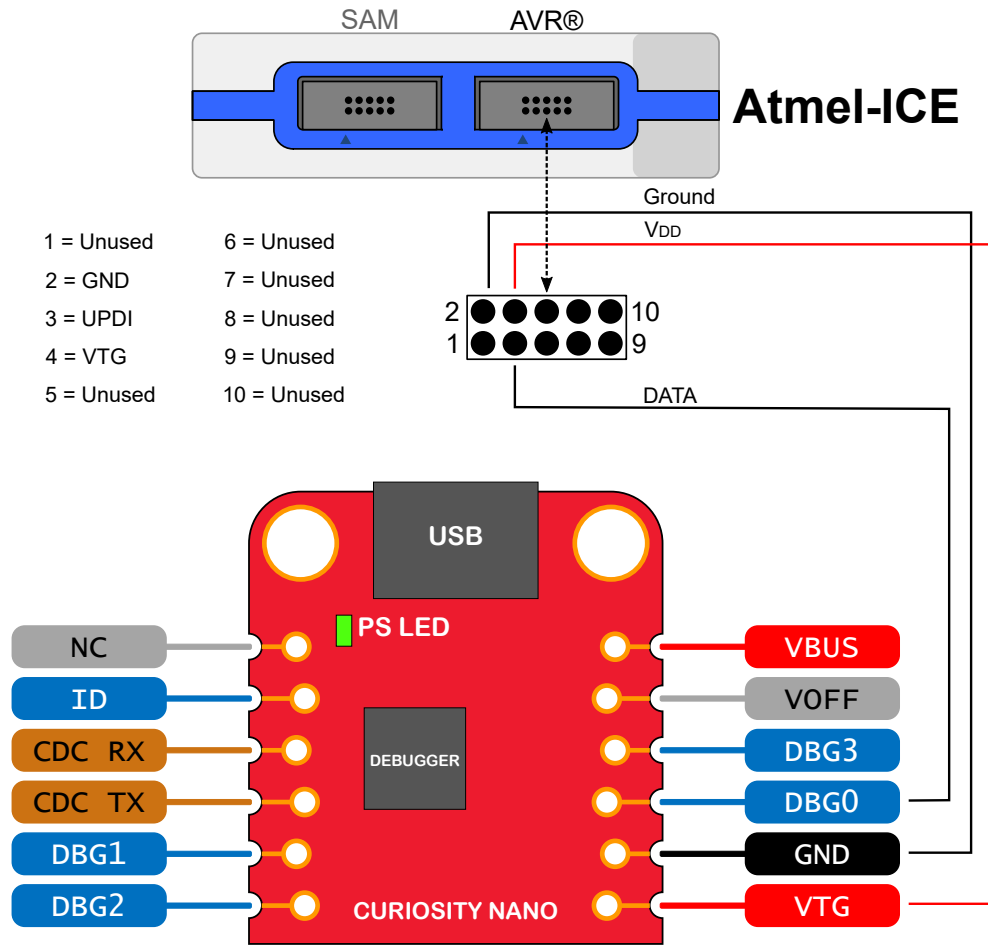 SAM AVR®
Atmel-ICE
Ground
VDD
1 = Unused 6 = Unused
2 = GND 7 = Unused
3 = UPDI 8 = Unused
4 = VTG 9 = Unused
5 = Unused 10 = Unused
2 10
1 9
DATA
USB
PS LED
NC VBUS
ID VOFF
CDC RX DBG3
DEBUGGER
CDC TX DBG0
DBG1 GND
DBG2 CURIOSITY NANO VTG